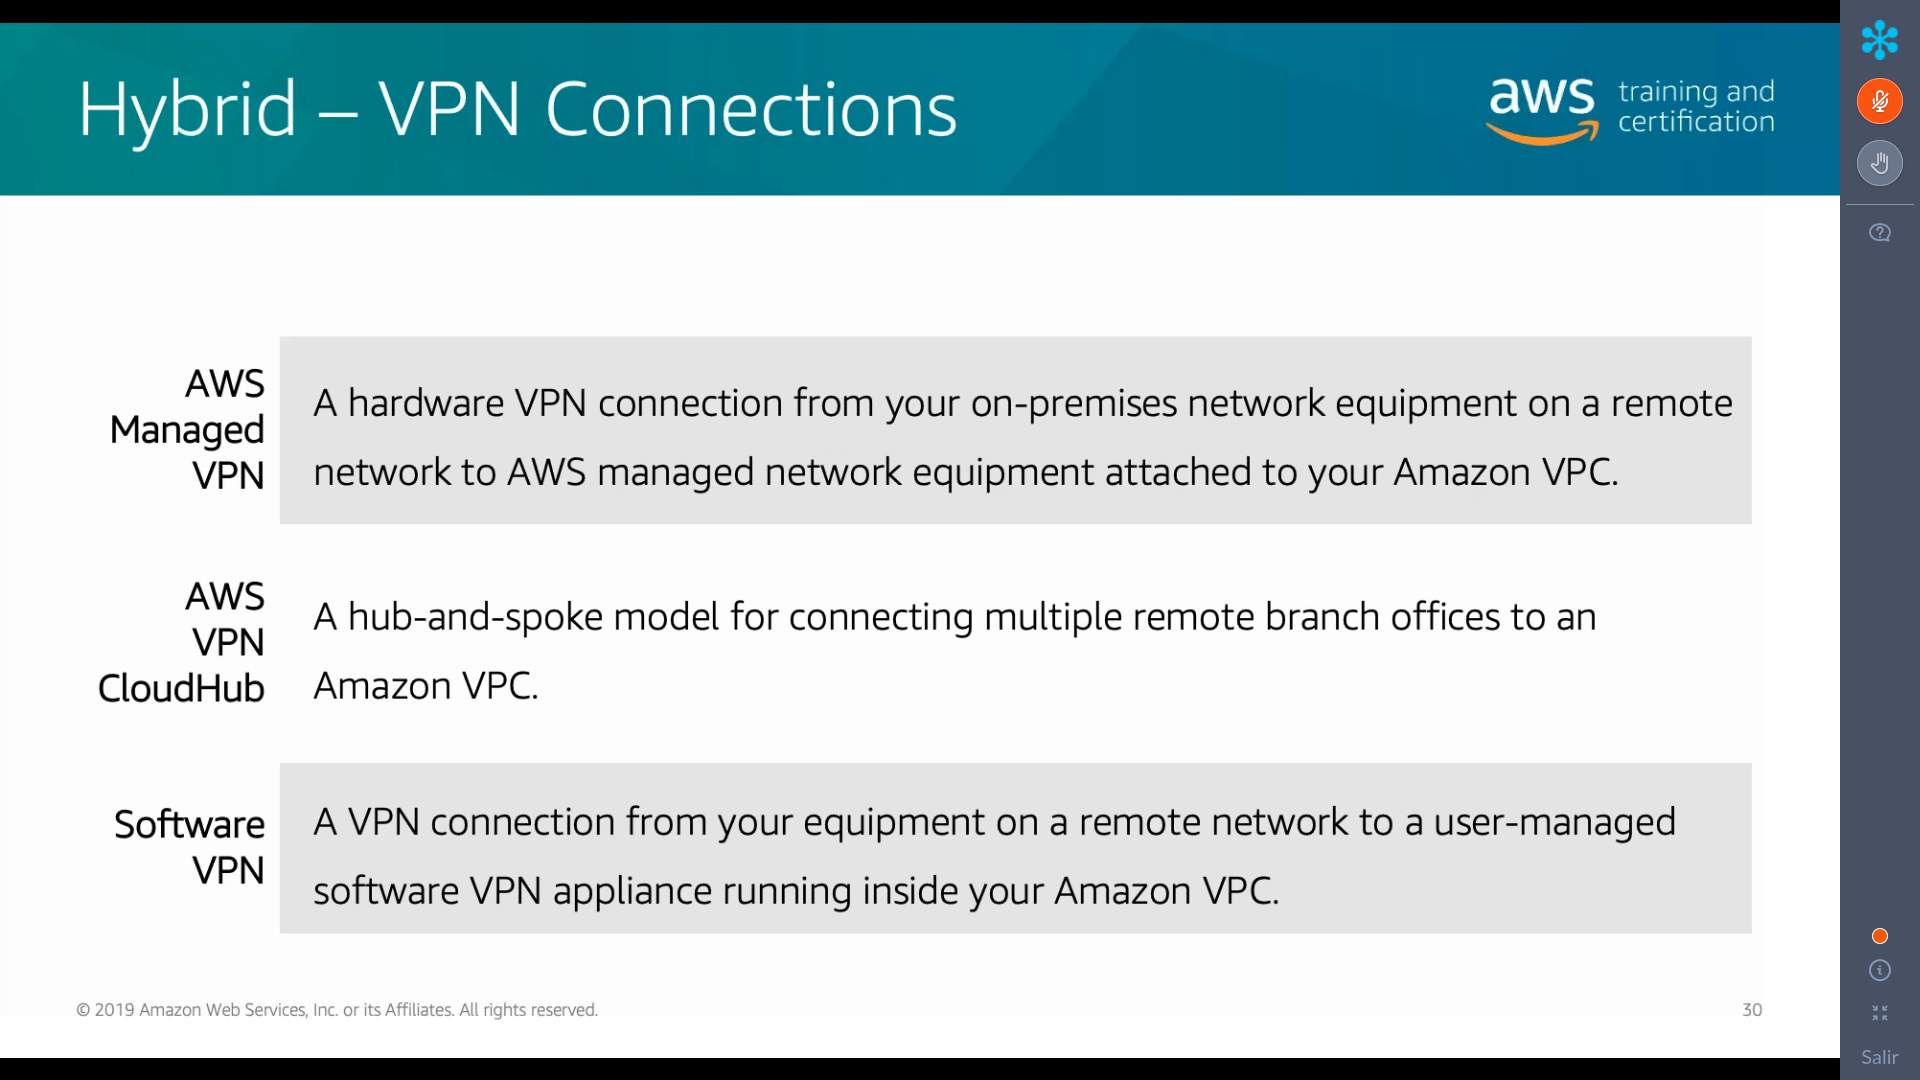 Hybrid – VPN Connections
aws training and
certification
AWS
Managed
VPN
A hardware VPN connection from your on-premises network equipment on a remote
network to AWS managed network equipment attached to your Amazon VPC.
AWS
VPN
CloudHub
A hub-and-spoke model for connecting multiple remote branch offices to an
Amazon VPC.
Software
VPN
A VPN connection from your equipment on a remote network to a user-managed
software VPN appliance running inside your Amazon VPC.
© 2019 Amazon Web Services, Inc. or its Affiliates. All rights reserved.
30
Salir